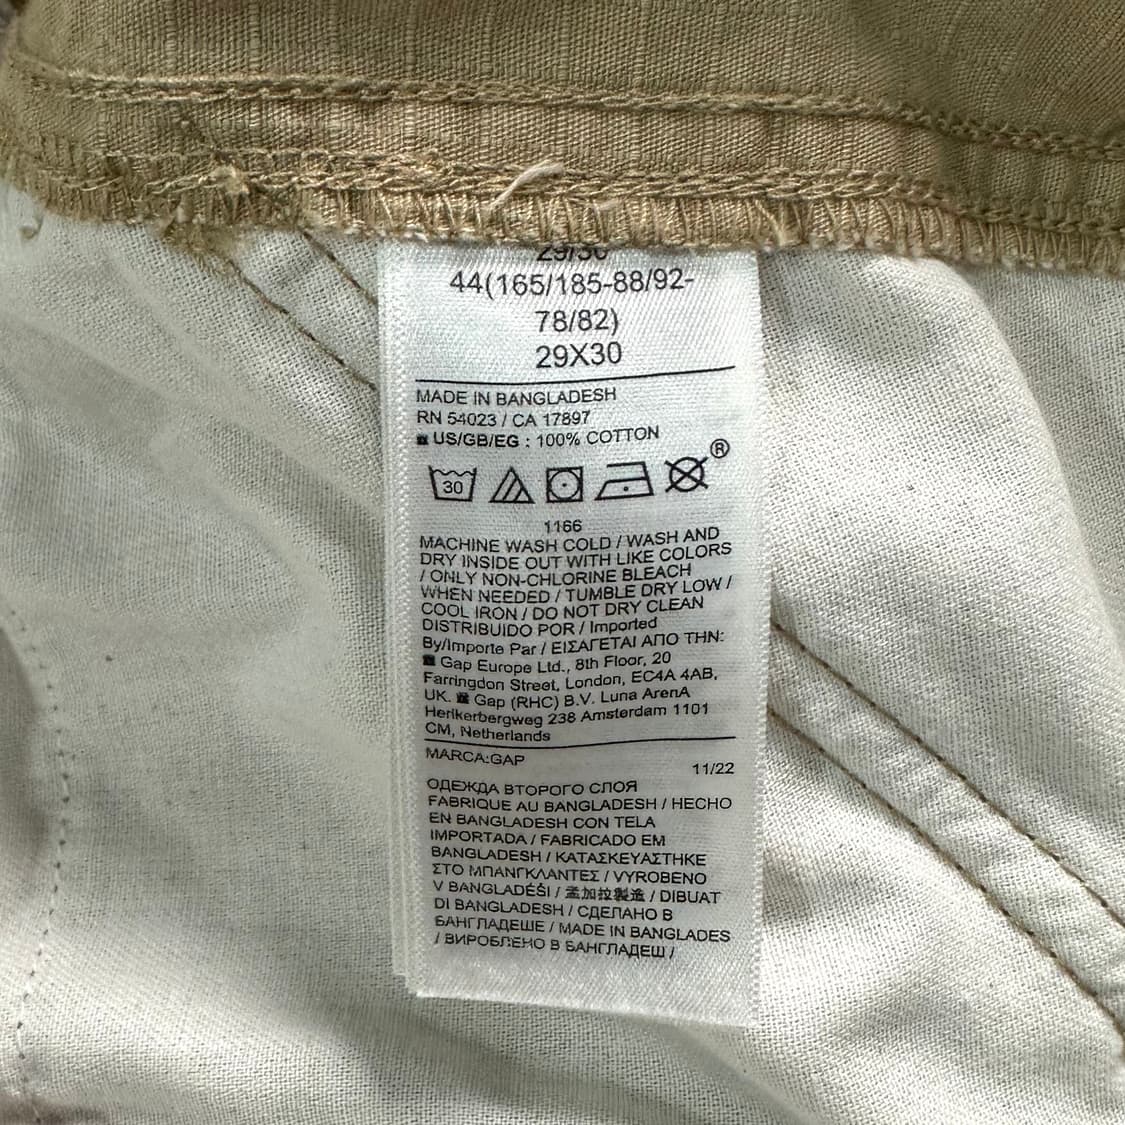 29/30
44(165/185-88/92-
78/82)
29X30
MADE IN BANGLADESH
RN 54023 / CA 17897
US/GB/EG : 100% COTTON
30
®
1166
MACHINE WASH COLD / WASH AND
DRY INSIDE OUT WITH LIKE COLORS
/ ONLY NON-CHLORINE BLEACH
WHEN NEEDED / TUMBLE DRY LOW /
COOL IRON / DO NOT DRY CLEAN
DISTRIBUIDO POR / Imported
By/Importe Par / ΕΙΣΑΓΕΤΑΙ ΑΠΟ ΤΗΝ:
Gap Europe Ltd., 8th Floor, 20
Farringdon Street, London, EC4A 4AB,
UK. Gap (RHC) B.V. Luna ArenA
Herikerbergweg 238 Amsterdam 1101
CM, Netherlands
MARCA:GAP
11/22
ОДЕЖДА ВТОРОГО СЛОЯ
FABRIQUE AU BANGLADESH / HECHO
EN BANGLADESH CON TELA
IMPORTADA / FABRICADO EM
BANGLADESH / ΚΑΤΑΣΚΕΥΑΣΤΗΚΕ
ΣΤΟ ΜΠΑΝΓΚΛΑΝΤΕΣ / VYROBENO
V BANGLADÉŠI / 孟加拉製造 / DIBUAT
DI BANGLADESH / СДЕЛАНО В
БАНГЛАДЕШЕ / MADE IN BANGLADES
/ ВИРОБЛЕНО В БАНГЛАДЕШ /